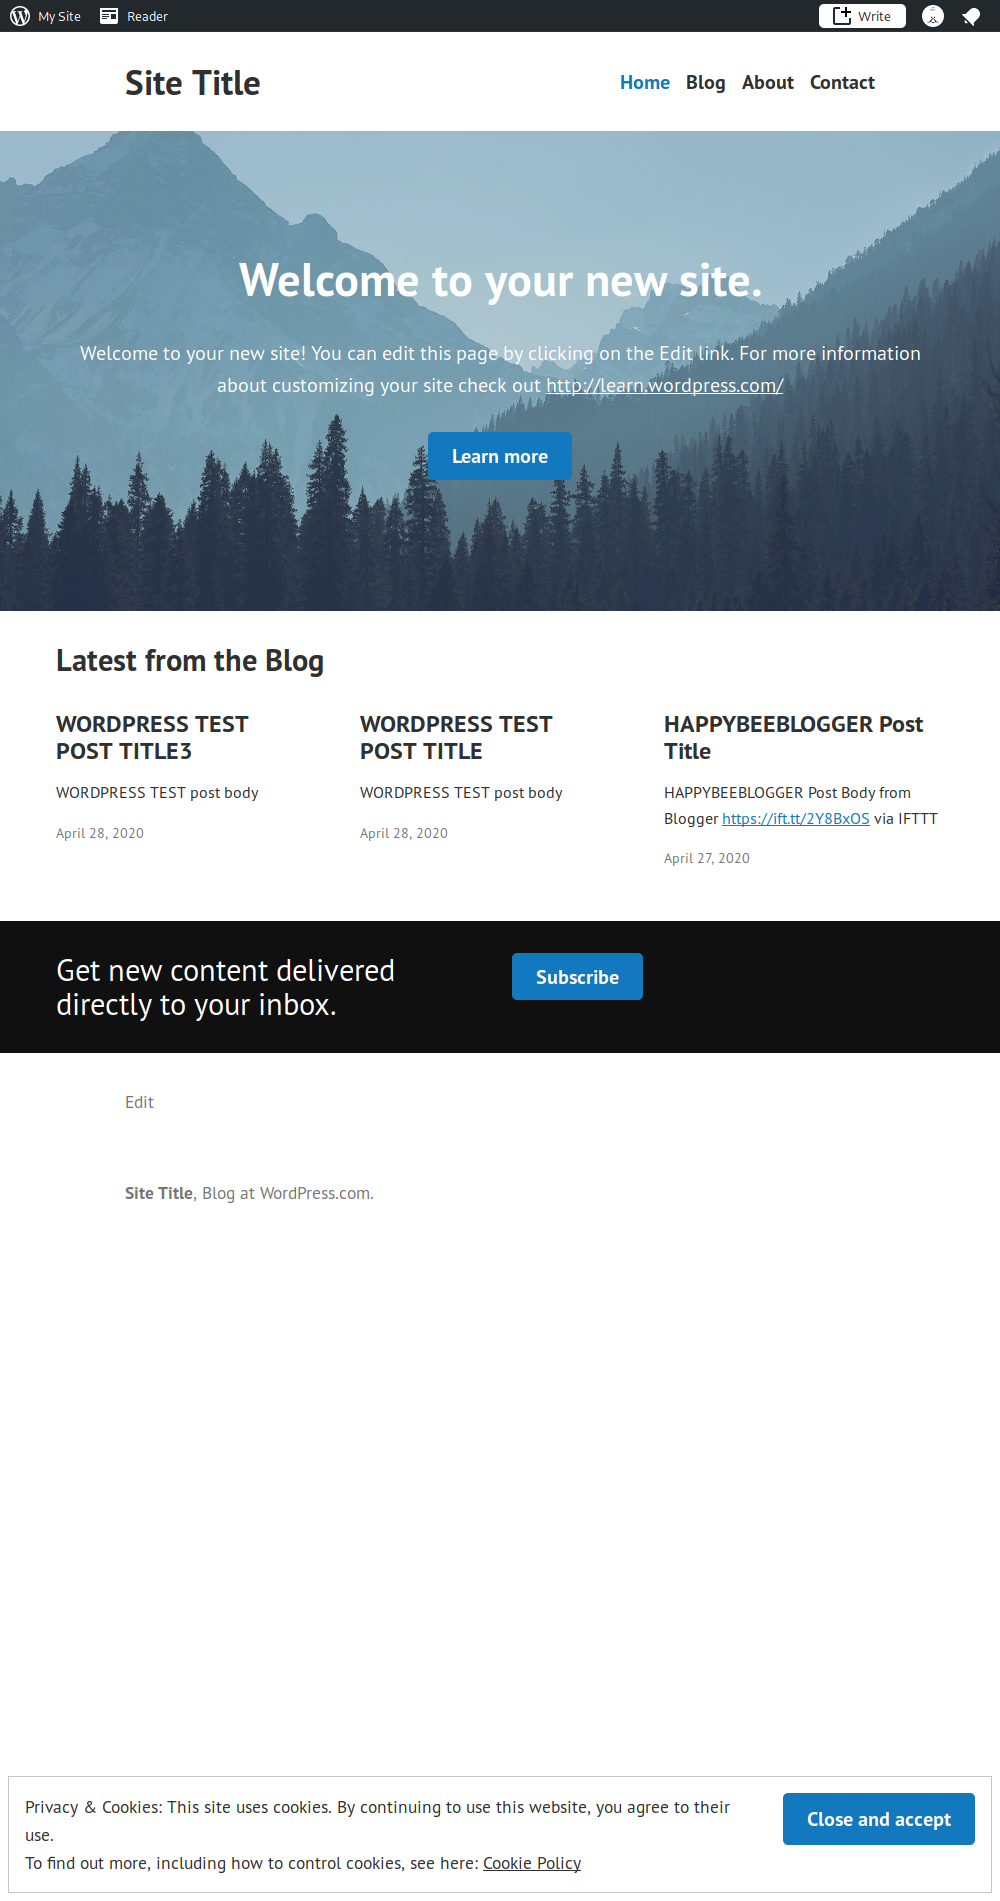 My Site
Reader
Write
Site Title
Home
Blog
About
Contact
Welcome to your new site.
Welcome to your new site! You can edit this page by clicking on the Edit link. For more information
about customizing your site check out http://learn.wordpress.com/
Learn more
Latest from the Blog
WORDPRESS TEST
POST TITLE3
WORDPRESS TEST post body
April 28, 2020
WORDPRESS TEST
POST TITLE
WORDPRESS TEST post body
April 28, 2020
HAPPYBEEBLOGGER Post
Title
HAPPYBEEBLOGGER Post Body from
Blogger https://ift.tt/2Y8BxOS via IFTTT
April 27, 2020
Get new content delivered
directly to your inbox.
Subscribe
Edit
Site Title, Blog at WordPress.com.
Privacy & Cookies: This site uses cookies. By continuing to use this website, you agree to their
use.
To find out more, including how to control cookies, see here: Cookie Policy
Close and accept